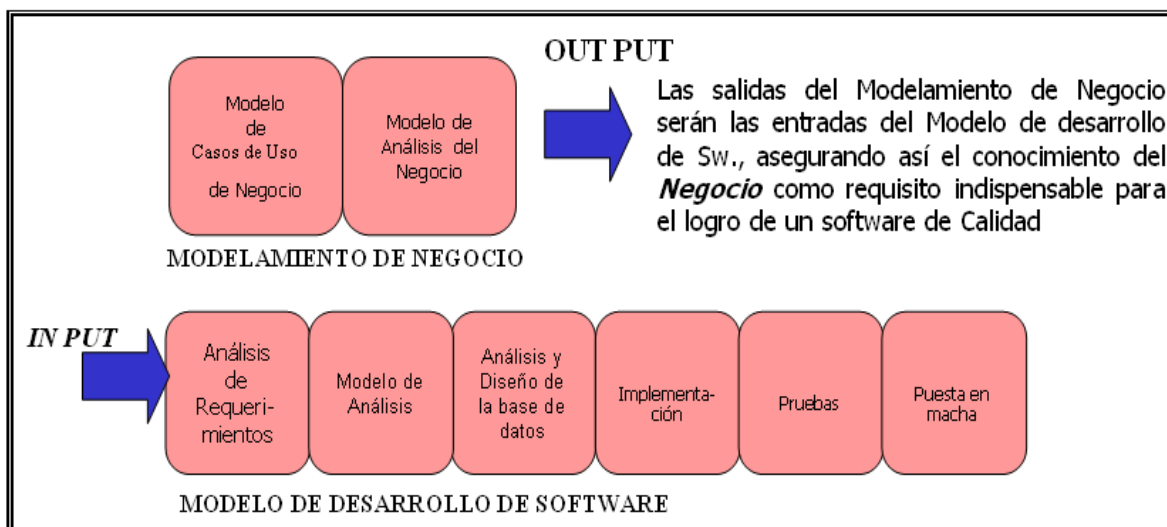 OUT PUT
Modelo
de
Casos de Uso
de Negocio
Modelo de
Análisis del
Negocio
Las salidas del Modelamiento de Negocio
serán las entradas del Modelo de desarrollo
de Sw., asegurando así el conocimiento del
Negocio como requisito indispensable para
el logro de un software de Calidad
MODELAMIENTO DE NEGOCIO
IN PUT
Análisis
de
Requeri-
mientos
Modelo de
Análisis
Análisis y
Diseño de
la base de
datos
Implementa-
ción
Pruebas
Puesta en
macha
MODELO DE DESARROLLO DE SOFTWARE